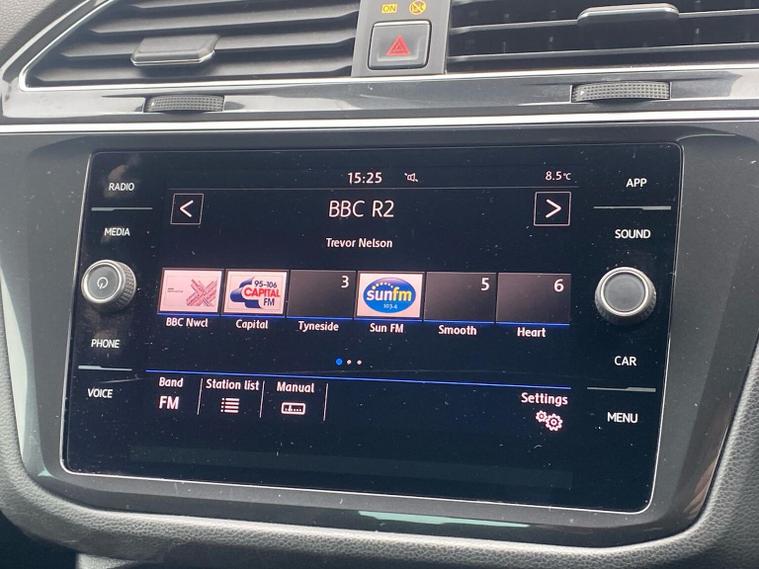 ON
RADIO
MEDIA
PHONE
VOICE
15:25
8.5°C
BBC R2
Trevor Nelson
95-106
CAPITAL
FM
3
sunfm
103.4
5
6
BBC Nwcl
Capital
Tyneside
Sun FM
Smooth
Heart
Band
FM
Station list
Manual
Settings
APP
SOUND
CAR
MENU